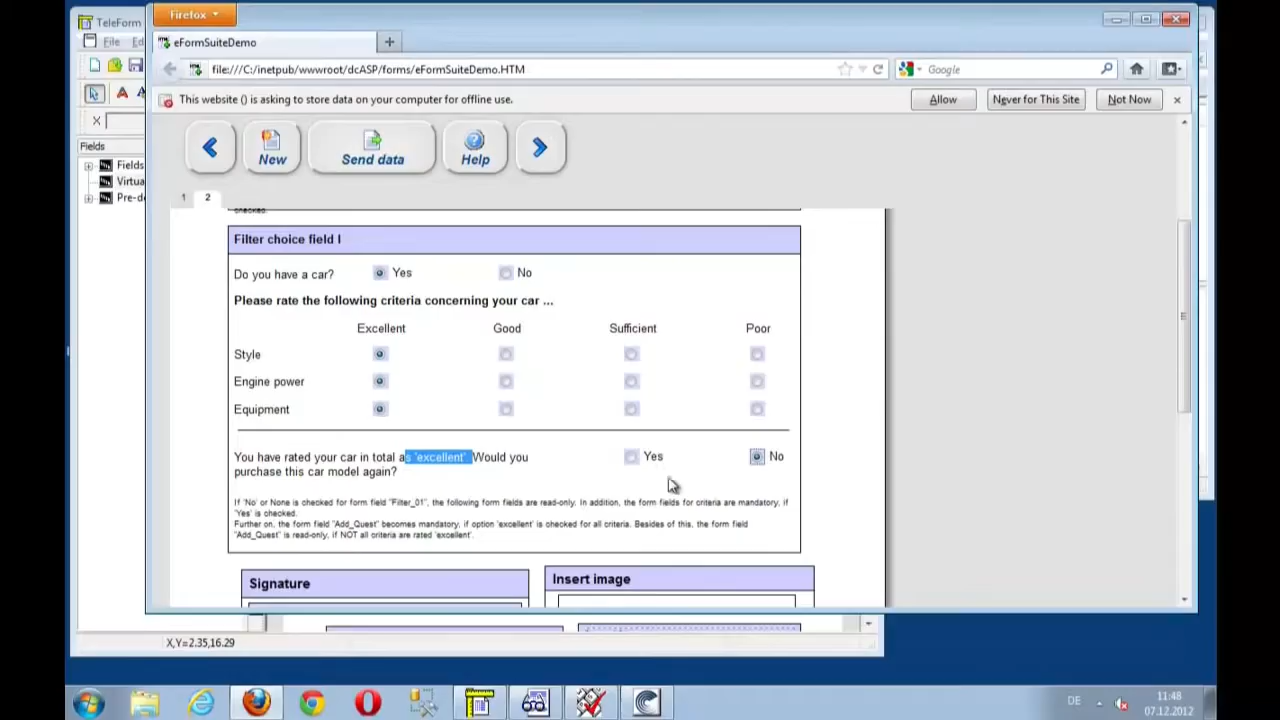 TeleForm
Firefox
File Ed
eFormSuiteDemo
file:///C:/inetpub/wwwroot/dcASP/forms/eFormSuiteDemo.HTM
Google
This website () is asking to store data on your computer for offline use.
Allow
Never for This Site
Not Now
X
Fields
Fields
Virtua
Pre-d
New
Send data
Help
1 2
checked.
Filter choice field I
Do you have a car? Yes No
Please rate the following criteria concerning your car ...
Excellent Good Sufficient Poor
Style
Engine power
Equipment
You have rated your car in total as 'excellent'. Would you Yes No
purchase this car model again?
If 'No' or None is checked for form field "Filter_01", the following form fields are read-only. In addition, the form fields for criteria are mandatory, if
'Yes' is checked.
Further on, the form field "Add_Quest" becomes mandatory, if option 'excellent' is checked for all criteria. Besides of this, the form field
"Add_Quest" is read-only, if NOT all criteria are rated 'excellent'.
Signature
Insert image
X,Y=2.35,16.29
DE
11:48
07.12.2012